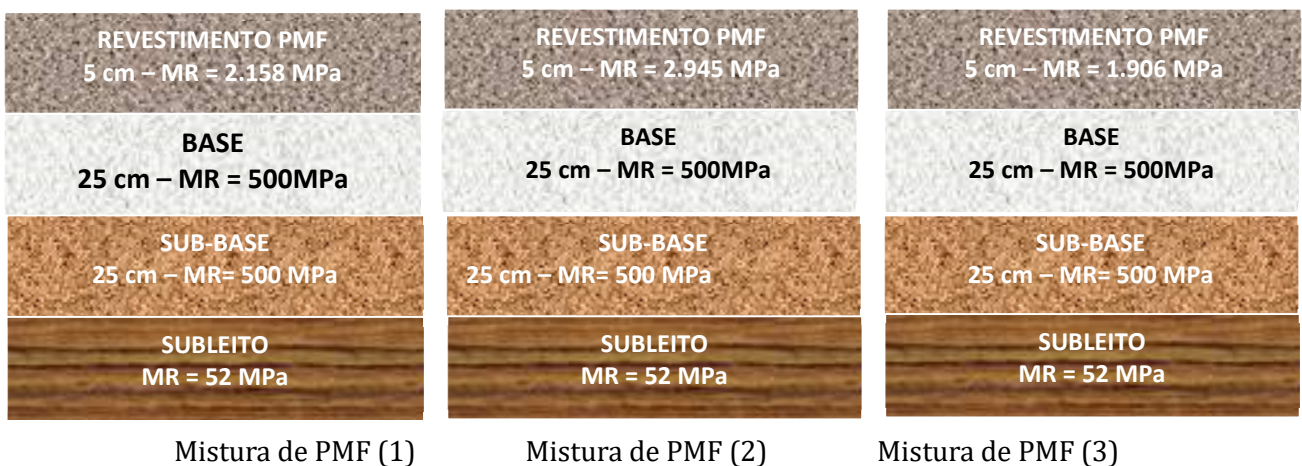 REVESTIMENTO PMF
5 cm – MR = 2.158 MPa
BASE
25 cm – MR = 500MPa
SUB-BASE
25 cm – MR= 500 MPa
SUBLEITO
MR = 52 MPa
Mistura de PMF (1)
REVESTIMENTO PMF
5 cm – MR = 2.945 MPa
BASE
25 cm – MR = 500MPa
SUB-BASE
25 cm – MR= 500 MPa
SUBLEITO
MR = 52 MPa
Mistura de PMF (2)
REVESTIMENTO PMF
5 cm – MR = 1.906 MPa
BASE
25 cm – MR = 500MPa
SUB-BASE
25 cm – MR= 500 MPa
SUBLEITO
MR = 52 MPa
Mistura de PMF (3)